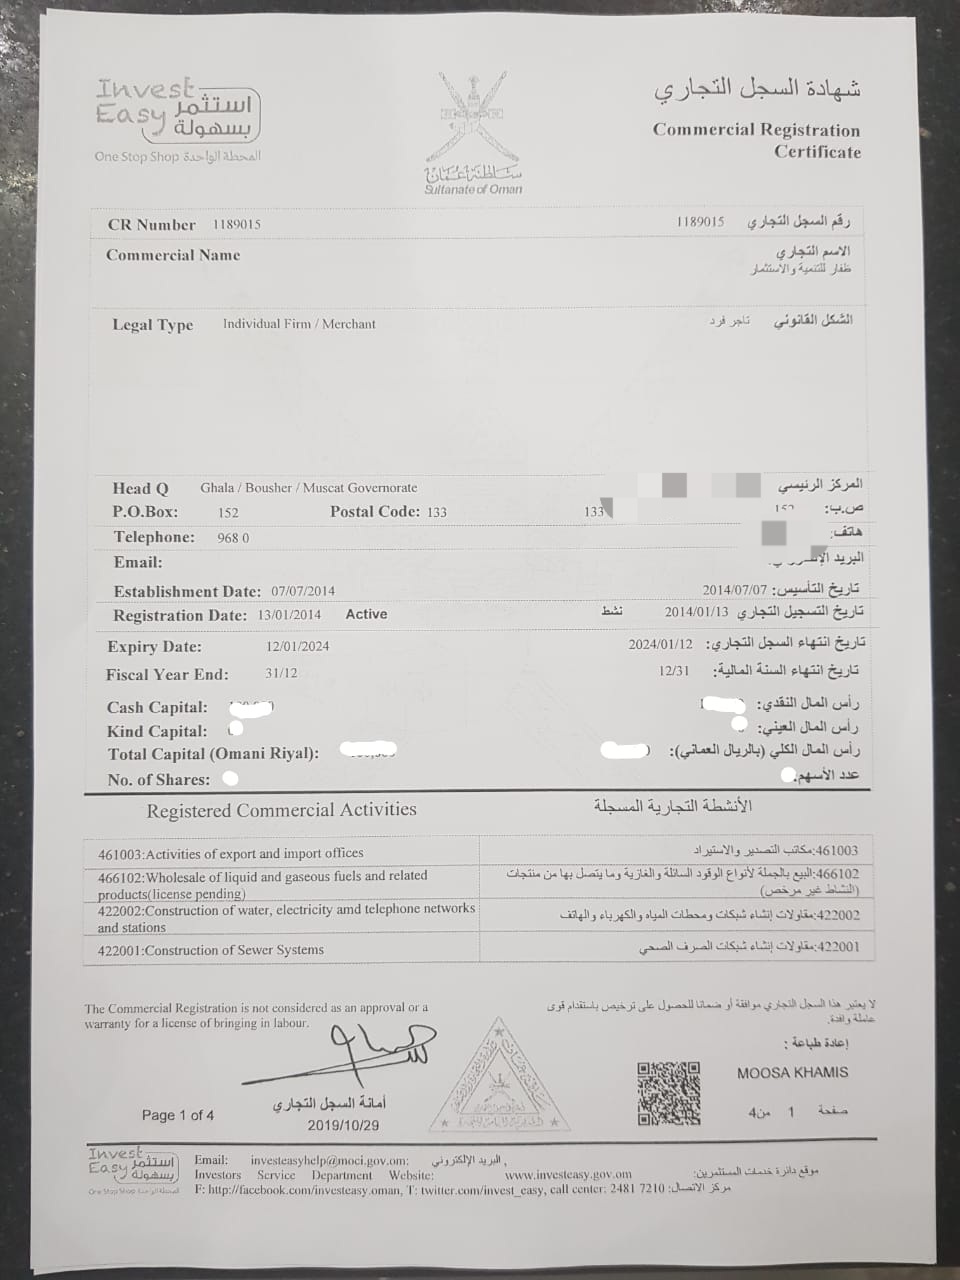 Invest
Easy
استثمر
بسهولة
One Stop Shop المحطة الواحدة
سلطنة عمان
Sultanate of Oman
شهادة السجل التجاري
Commercial Registration
Certificate
CR Number 1189015
1189015 رقم السجل التجاري
Commercial Name
الاسم التجاري
ظفار للتنمية والاستثمار
Legal Type Individual Firm / Merchant
تاجر فرد الشكل القانوني
Head Q Ghala / Bousher / Muscat Governorate
المركز الرئيسي
P.O.Box: 152 Postal Code: 133
133 ص.ب:
Telephone: 968 0
هاتف:
Email:
البريد
Establishment Date: 07/07/2014
تاريخ التأسيس: 2014/07/07
Registration Date: 13/01/2014 Active
نشط 2014/01/13 تاريخ التسجيل التجاري
Expiry Date: 12/01/2024
تاريخ انتهاء السجل التجاري: 2024/01/12
Fiscal Year End: 31/12
تاريخ انتهاء السنة المالية: 12/31
Cash Capital:
رأس المال النقدي:
Kind Capital:
رأس المال العيني:
Total Capital (Omani Riyal):
رأس المال الكلي (بالريال العماني):
No. of Shares:
عدد الأسهم
Registered Commercial Activities
الأنشطة التجارية المسجلة
461003:Activities of export and import offices
461003:مكاتب التصدير والاستيراد
466102:Wholesale of liquid and gaseous fuels and related
products(license pending)
466102:البيع بالجملة لأنواع الوقود السائلة والغازية وما يتصل بها من منتجات
(النشاط غير مرخص)
422002:Construction of water, electricity amd telephone networks
and stations
422002:مقاولات إنشاء شبكات ومحطات المياه والكهرباء والهاتف
422001:Construction of Sewer Systems
422001:مقاولات إنشاء شبكات الصرف الصحي
The Commercial Registration is not considered as an approval or a
warranty for a license of bringing in labour.
لا يعتبر هذا السجل التجاري موافقة أو ضمانا للحصول على ترخيص باستقدام قوى
عاملة وافدة.
إعادة طباعة :
MOOSA KHAMIS
Page 1 of 4
أمانة السجل التجاري
2019/10/29
صفحة 1 من4
Invest
Easy
استثمر
بسهولة
One Stop Shop المحطة الواحدة
Email: investeasyhelp@moci.gov.om: البريد الإلكتروني ,
Investors Service Department Website: www.investeasy.gov.om موقع دائرة خدمات المستثمرين:
F: http://facebook.com/investeasy.oman, T: twitter.com/invest_easy, call center: 2481 7210 :مركز الاتصال